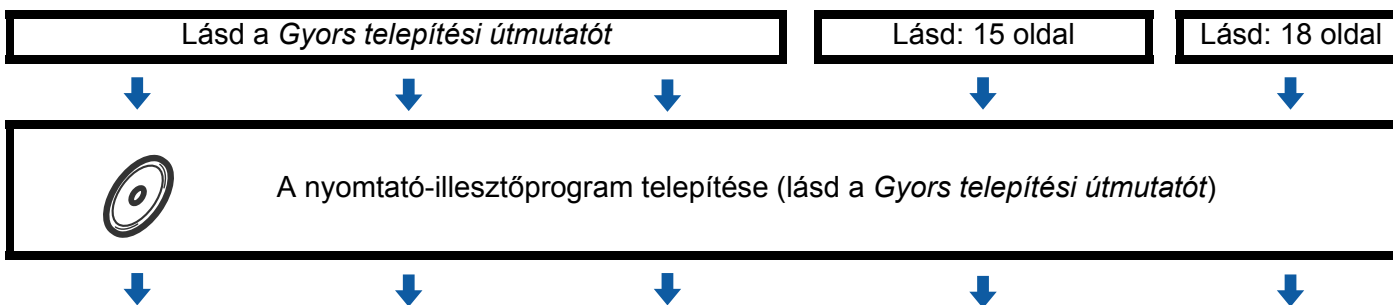 Lásd a Gyors telepítési útmutatót
Lásd: 15 oldal
Lásd: 18 oldal
A nyomtató-illesztőprogram telepítése (lásd a Gyors telepítési útmutatót)